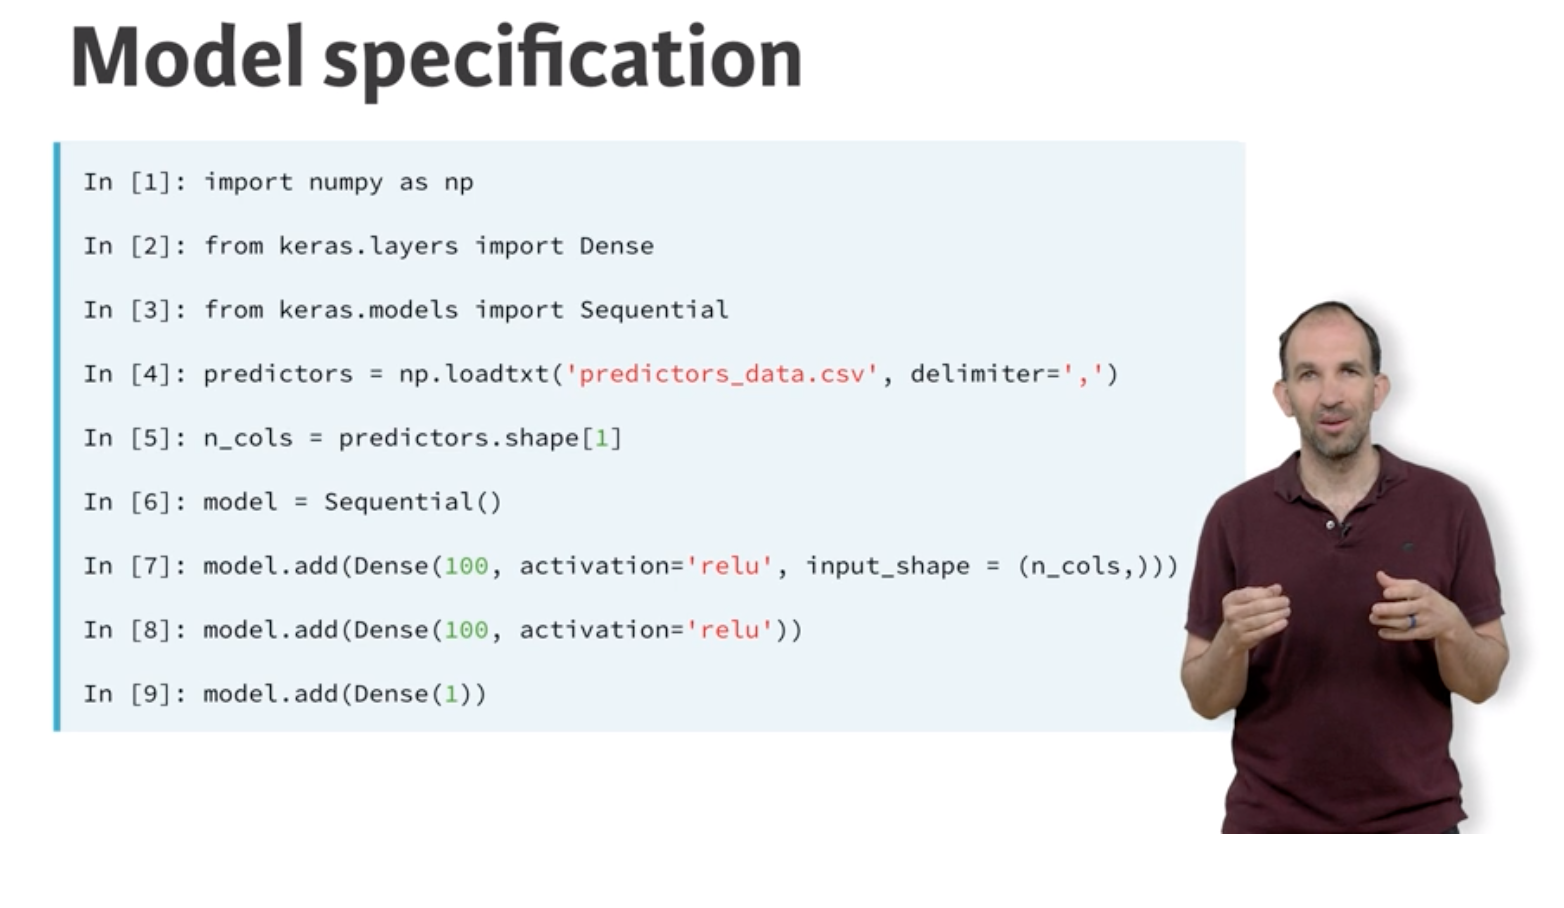 Model specification
In [1]: import numpy as np
In [2]: from keras.layers import Dense
In [3]: from keras.models import Sequential
In [4]: predictors = np.loadtxt('predictors_data.csv', delimiter=',')
In [5]: n_cols = predictors.shape[1]
In [6]: model = Sequential()
In [7]: model.add(Dense(100, activation='relu', input_shape = (n_cols,)))
In [8]: model.add(Dense(100, activation='relu'))
In [9]: model.add(Dense(1))